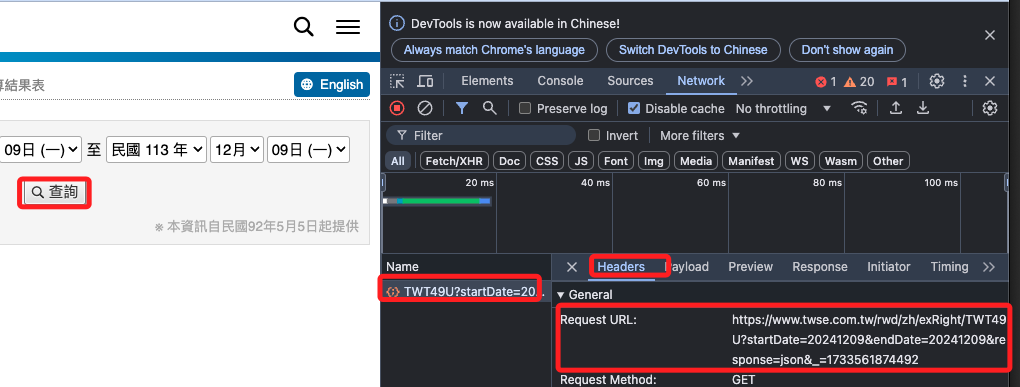 DevTools is now available in Chinese!
Always match Chrome's language
Switch DevTools to Chinese
Don't show again
算結果表
English
Elements
Console
Sources
Network
1
20
1
Preserve log
Disable cache
No throttling
Filter
Invert
More filters
09日 (一)
至
民國 113 年
12月
09日 (一)
All
Fetch/XHR
Doc
CSS
JS
Font
Img
Media
Manifest
WS
Wasm
Other
查詢
20 ms
40 ms
60 ms
80 ms
100 ms
※ 本資訊自民國92年5月5日起提供
Name
Headers
Payload
Preview
Response
Initiator
Timing
TWT49U?startDate=20...
General
Request URL:
https://www.twse.com.tw/rwd/zh/exRight/TWT49
U?startDate=20241209&endDate=20241209&re
sponse=json&_=1733561874492
Request Method:
GET